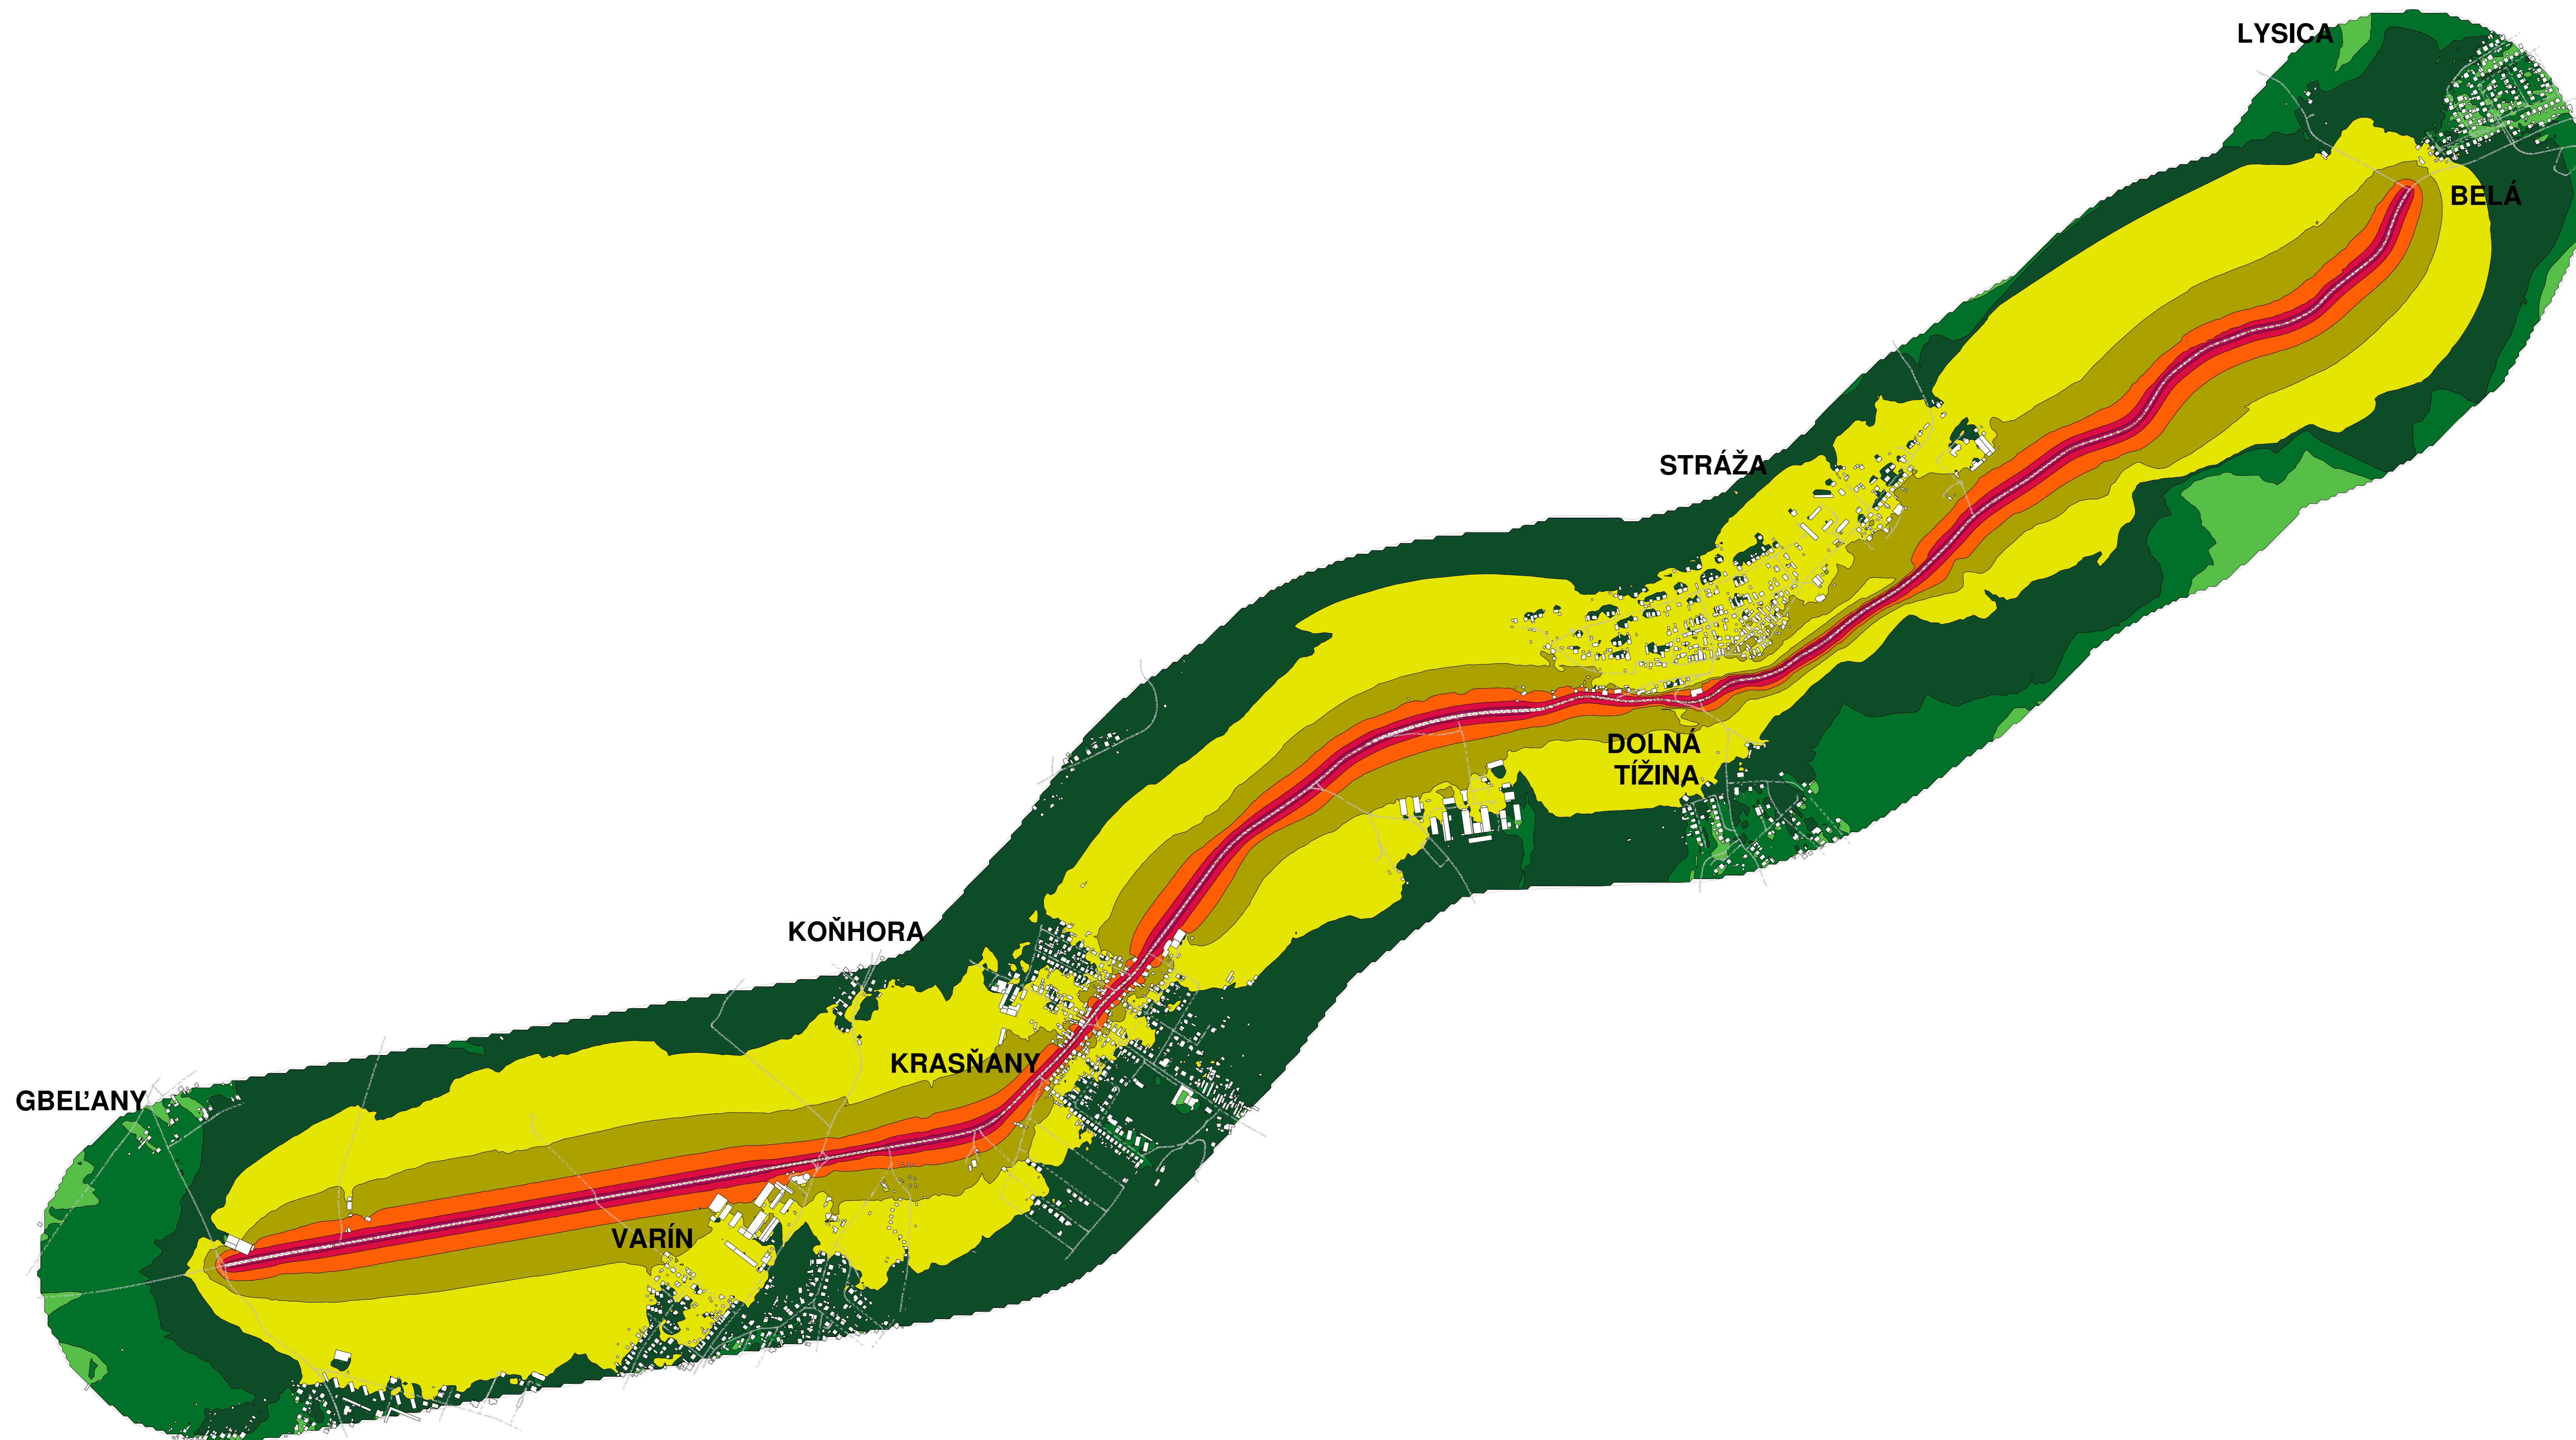 LYSICA
BELÁ
STRÁŽA
DOLNÁ
TÍŽINA
KOŇHORA
KRASŇANY
GBEĽANY
VARÍN